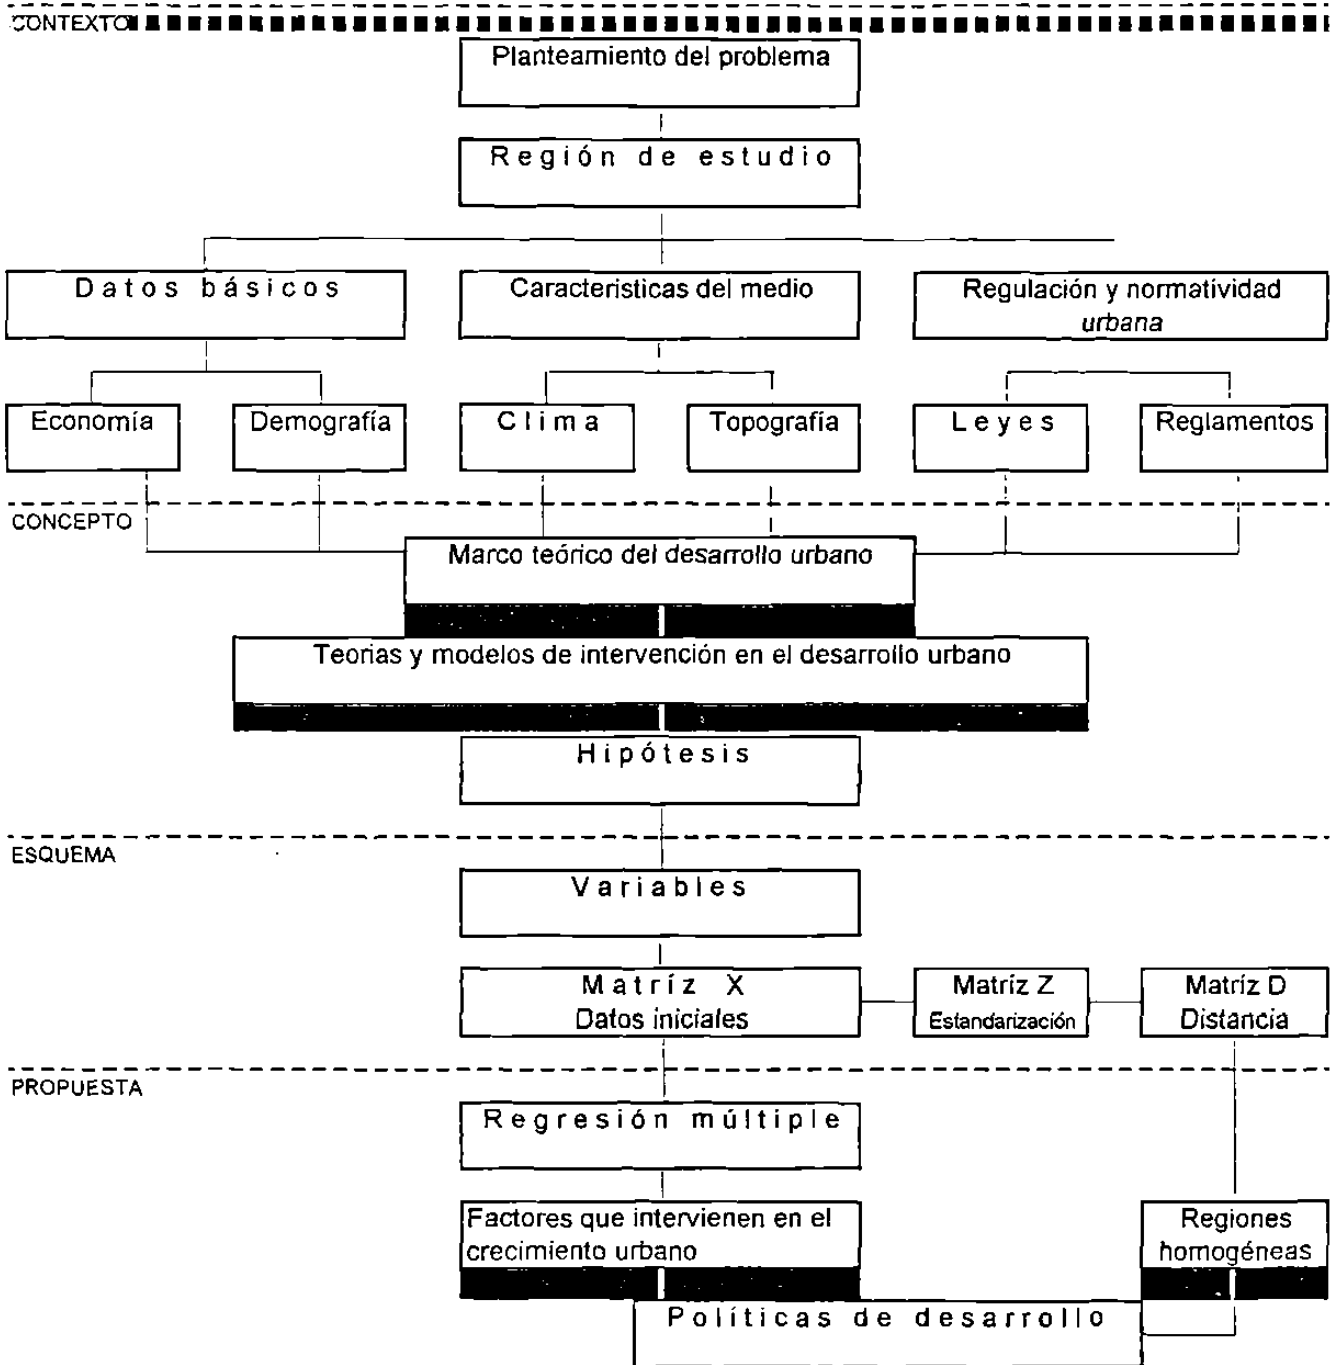 CONTEXTO
Planteamiento del problema
Región de estudio
Datos básicos
Caracteristicas del medio
Regulación y normatividad
urbana
Economía
Demografía
Clima
Topografía
Leyes
Reglamentos
CONCEPTO
Marco teórico del desarrollo urbano
Teorias y modelos de intervención en el desarrollo urbano
Hipótesis
ESQUEMA
Variables
Matríz X
Datos iniciales
Matríz Z
Estandarización
Matríz D
Distancia
PROPUESTA
Regresión múltiple
Factores que intervienen en el
crecimiento urbano
Regiones
homogéneas
Políticas de desarrollo